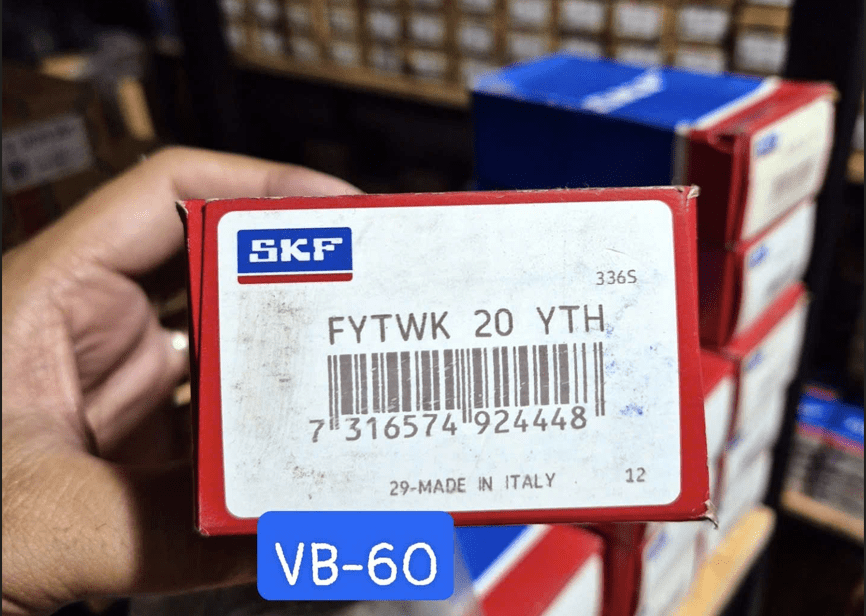 SKF
336S
FYTWK 20 YTH
7 316574 924448
29-MADE IN ITALY
12
VB-60